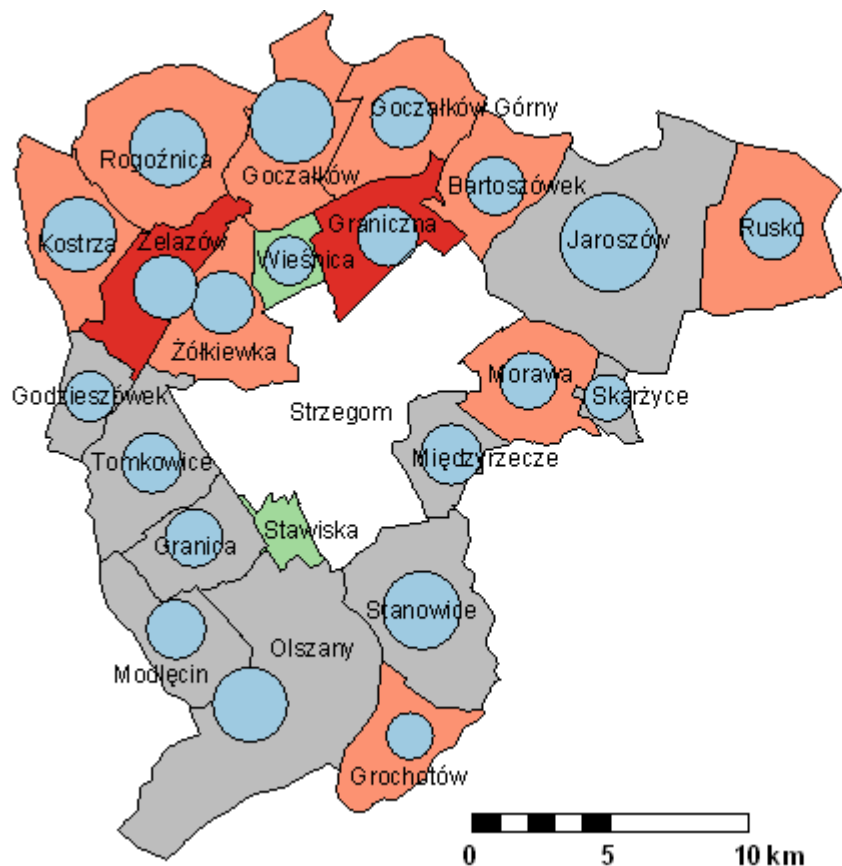 Goczałków Górny
Rogoźnica
Goczałków
Bartoszówek
Graniczna
Rusko
Kostrza
Żelazów
Jaroszów
Wieśnica
Żółkiewka
Morawa
Godzieszówek
Skarżyce
Strzegom
Tomkowice
Międzyrzecze
Stawiska
Granica
Stanowice
Olszany
Modlęcin
Grochotów
0 5 10 km